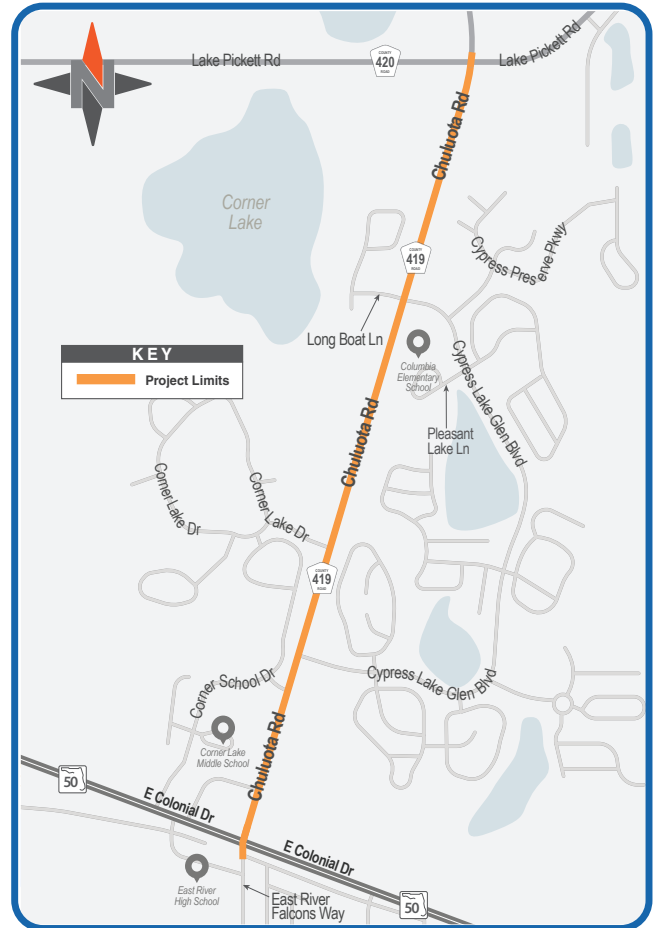 N
Lake Pickett Rd
COUNTY
420
ROAD
Lake Pickett Rd
Chuluota Rd
Corner
Lake
COUNTY
419
ROAD
Cypress Preserve Pkwy
Long Boat Ln
Columbia
Elementary
School
Cypress Lake Glen Blvd
KEY
Project Limits
Pleasant
Lake Ln
Chuluota Rd
Corner Lake Dr
Corner Lake Dr
COUNTY
419
ROAD
Cypress Lake Glen Blvd
Corner School Dr
Corner Lake
Middle School
Chuluota Rd
50
E Colonial Dr
E Colonial Dr
East River
High School
East River
Falcons Way
50